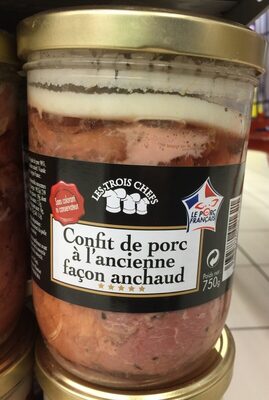 LES TROIS CHEFS
Sans colorant
ni conservateur
LE PORC
FRANÇAIS
Confit de porc
à l'ancienne
façon anchaud
Poids net
750g